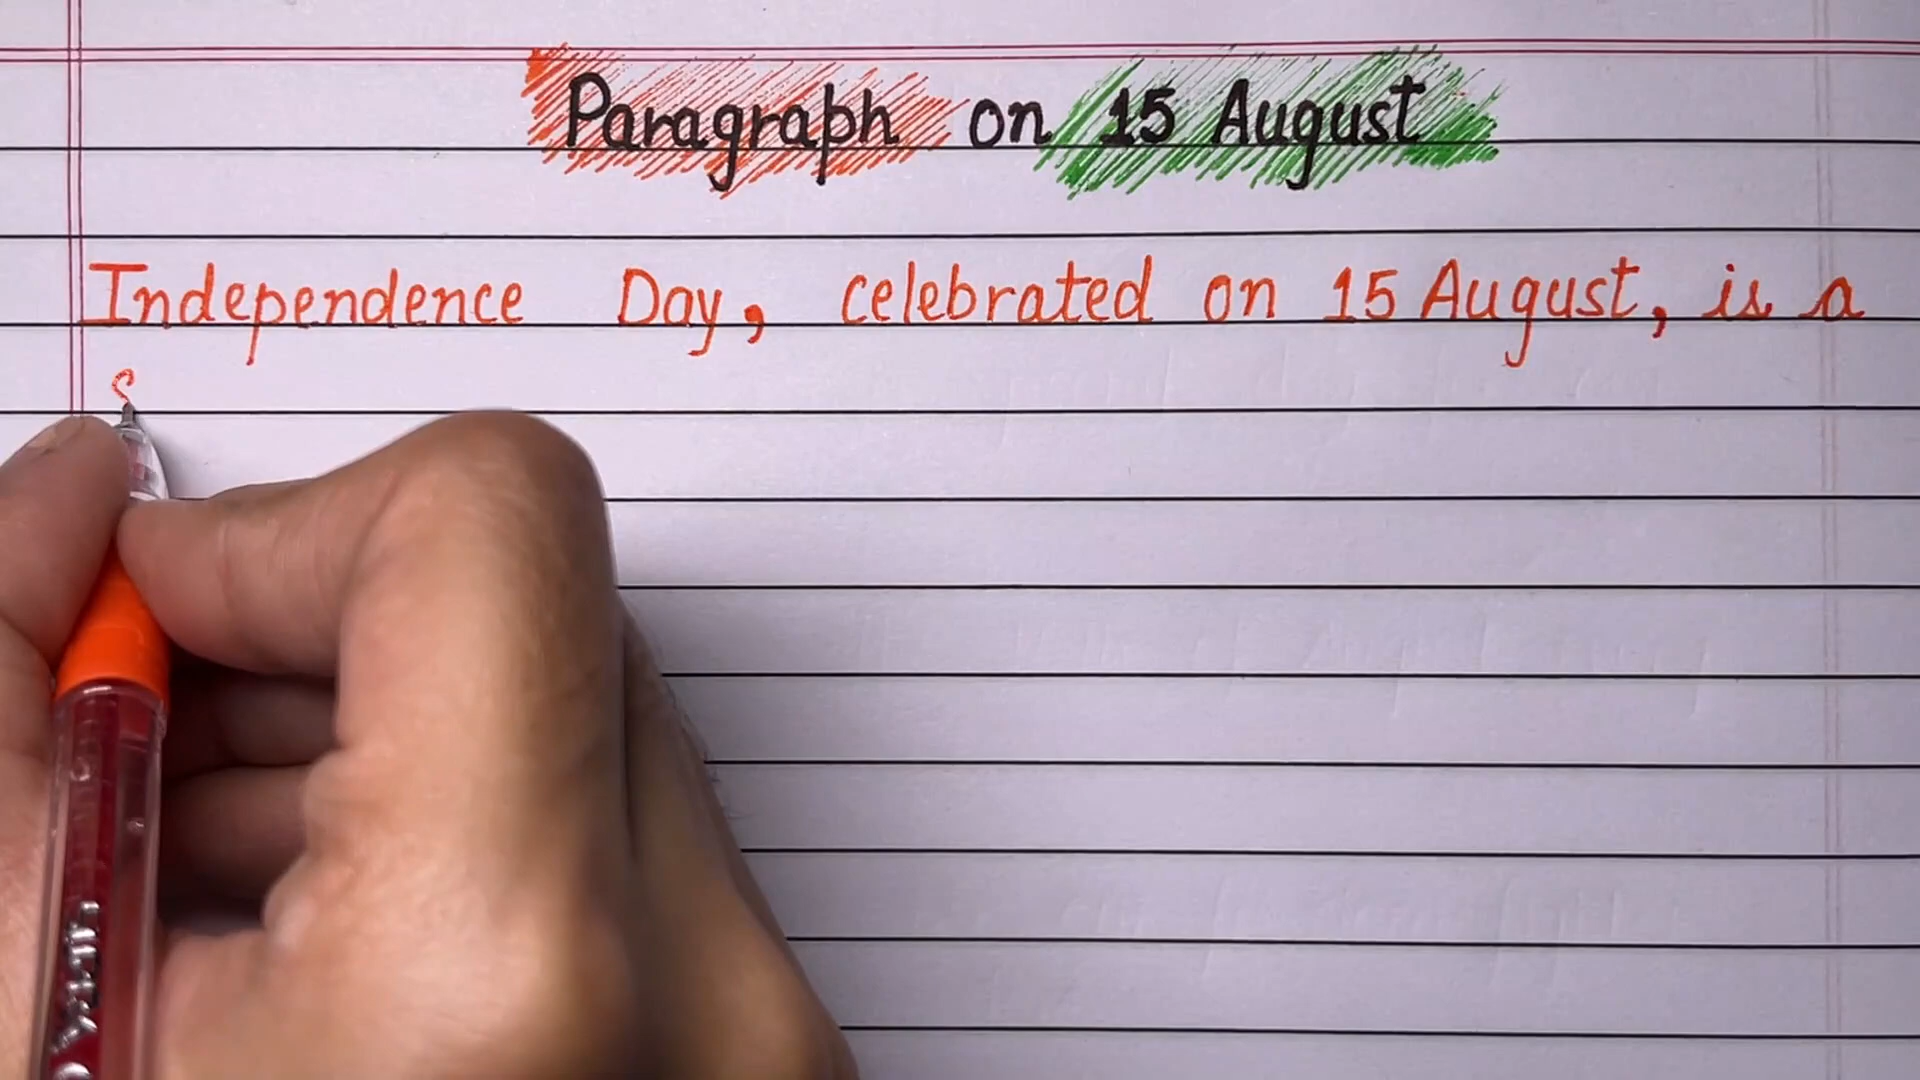 Paragraph on 15 August
Independence Day, celebrated on 15 August, is a
s